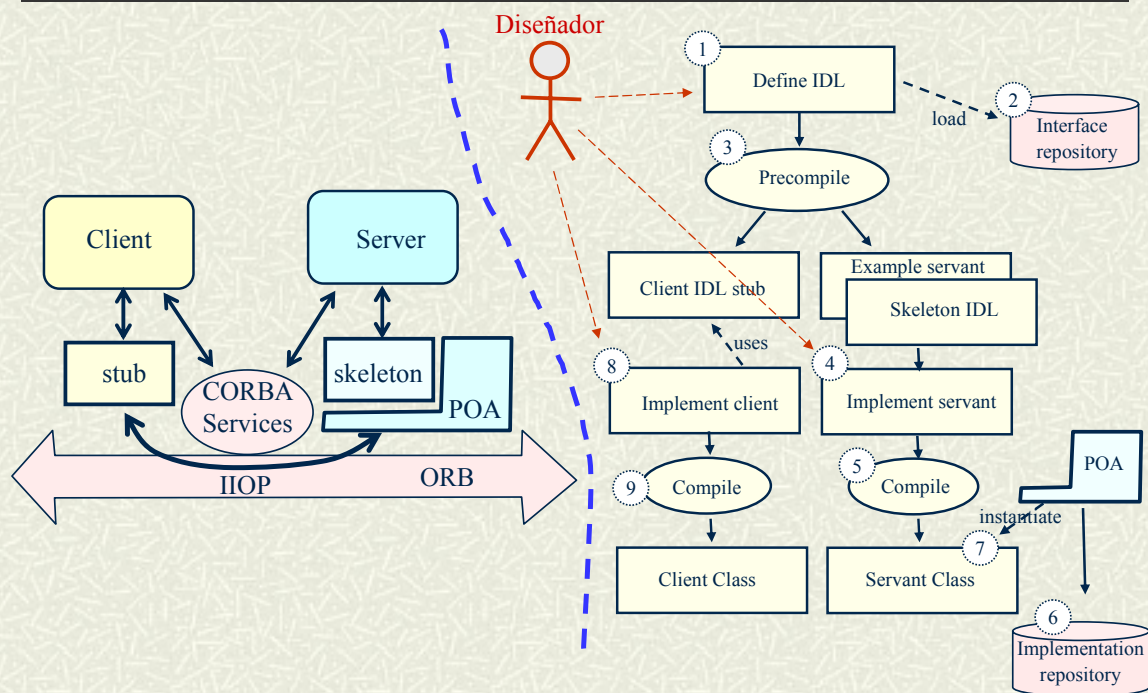 Diseñador
1
Define IDL
load
2
Interface
repository
3
Precompile
Client IDL stub
Example servant
Skeleton IDL
uses
8
Implement client
4
Implement servant
9
Compile
5
Compile
POA
instantiate
7
Client Class
Servant Class
6
Implementation
repository
Client
Server
stub
CORBA
Services
skeleton
POA
IIOP
ORB